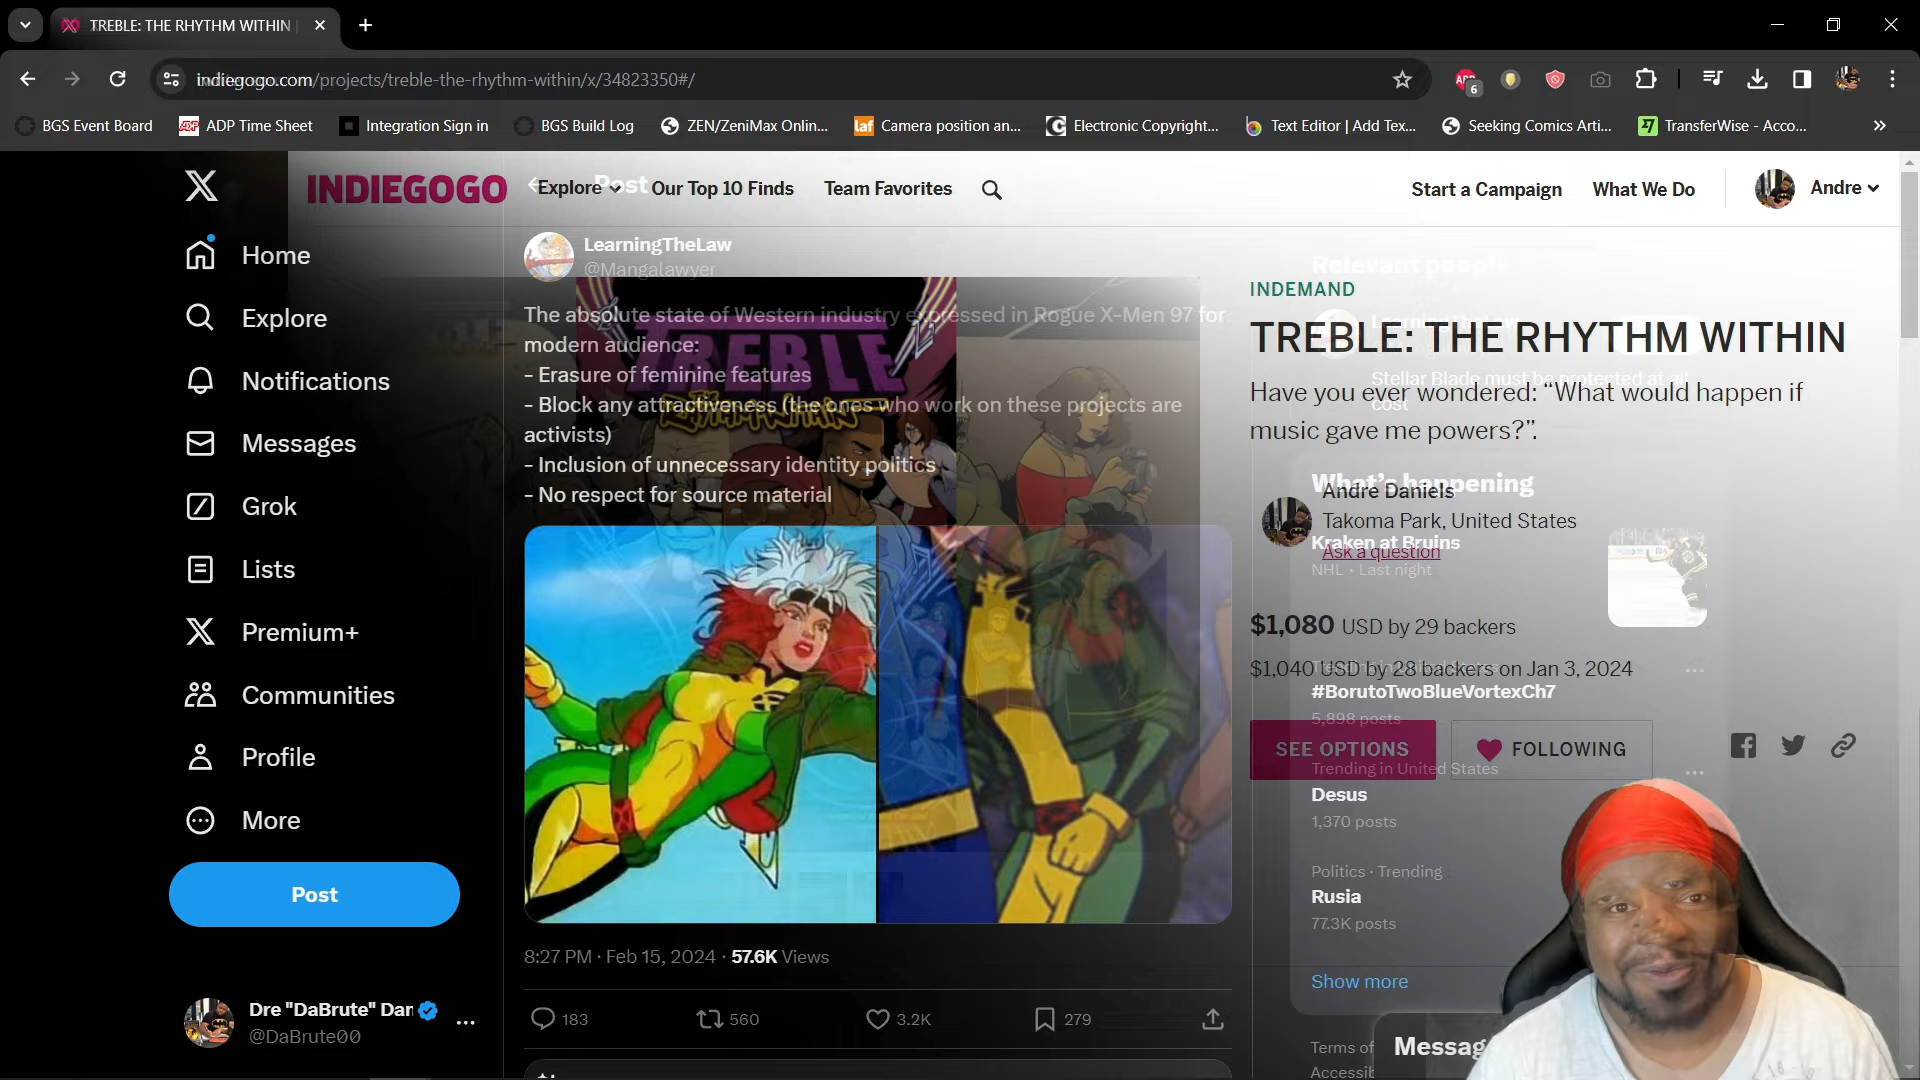 TREBLE: THE RHYTHM WITHIN
indiegogo.com/projects/treble-the-rhythm-within/x/34823350#/
ABP 6
BGS Event Board
ADP Time Sheet
Integration Sign in
BGS Build Log
ZEN/ZeniMax Onlin...
laf Camera position an...
Electronic Copyright...
Text Editor | Add Tex...
Seeking Comics Arti...
TransferWise - Acco...
»
INDIEGOGO
Explore
Post
Our Top 10 Finds
Team Favorites
Start a Campaign
What We Do
Andre
Home
Explore
Notifications
Messages
Grok
Lists
Premium+
Communities
Profile
More
Post
Dre "DaBrute" Dar
@DaBrute00
LearningTheLaw
@Mangalawyer
The absolute state of Western industry expressed in Rogue X-Men 97 for
modern audience:
- Erasure of feminine features
- Block any attractiveness (the ones who work on these projects are
activists)
- Inclusion of unnecessary identity politics
- No respect for source material
TREBLE
8:27 PM · Feb 15, 2024 · 57.6K Views
183
560
3.2K
279
Relevant people
INDEMAND
LearningTheLaw
TREBLE: THE RHYTHM WITHIN
Stellar Blade must be protected at all
cost
Have you ever wondered: “What would happen if
music gave me powers?”.
What's happening
Andre Daniels
Takoma Park, United States
Kraken at Bruins
Ask a question
NHL · Last night
$1,080 USD by 29 backers
$1,040 USD by 28 backers on Jan 3, 2024
#BorutoTwoBlueVortexCh7
5,898 posts
SEE OPTIONS
FOLLOWING
Trending in United States
Desus
1,370 posts
Politics · Trending
Rusia
77.3K posts
Show more
Terms of
Messag
Accessib